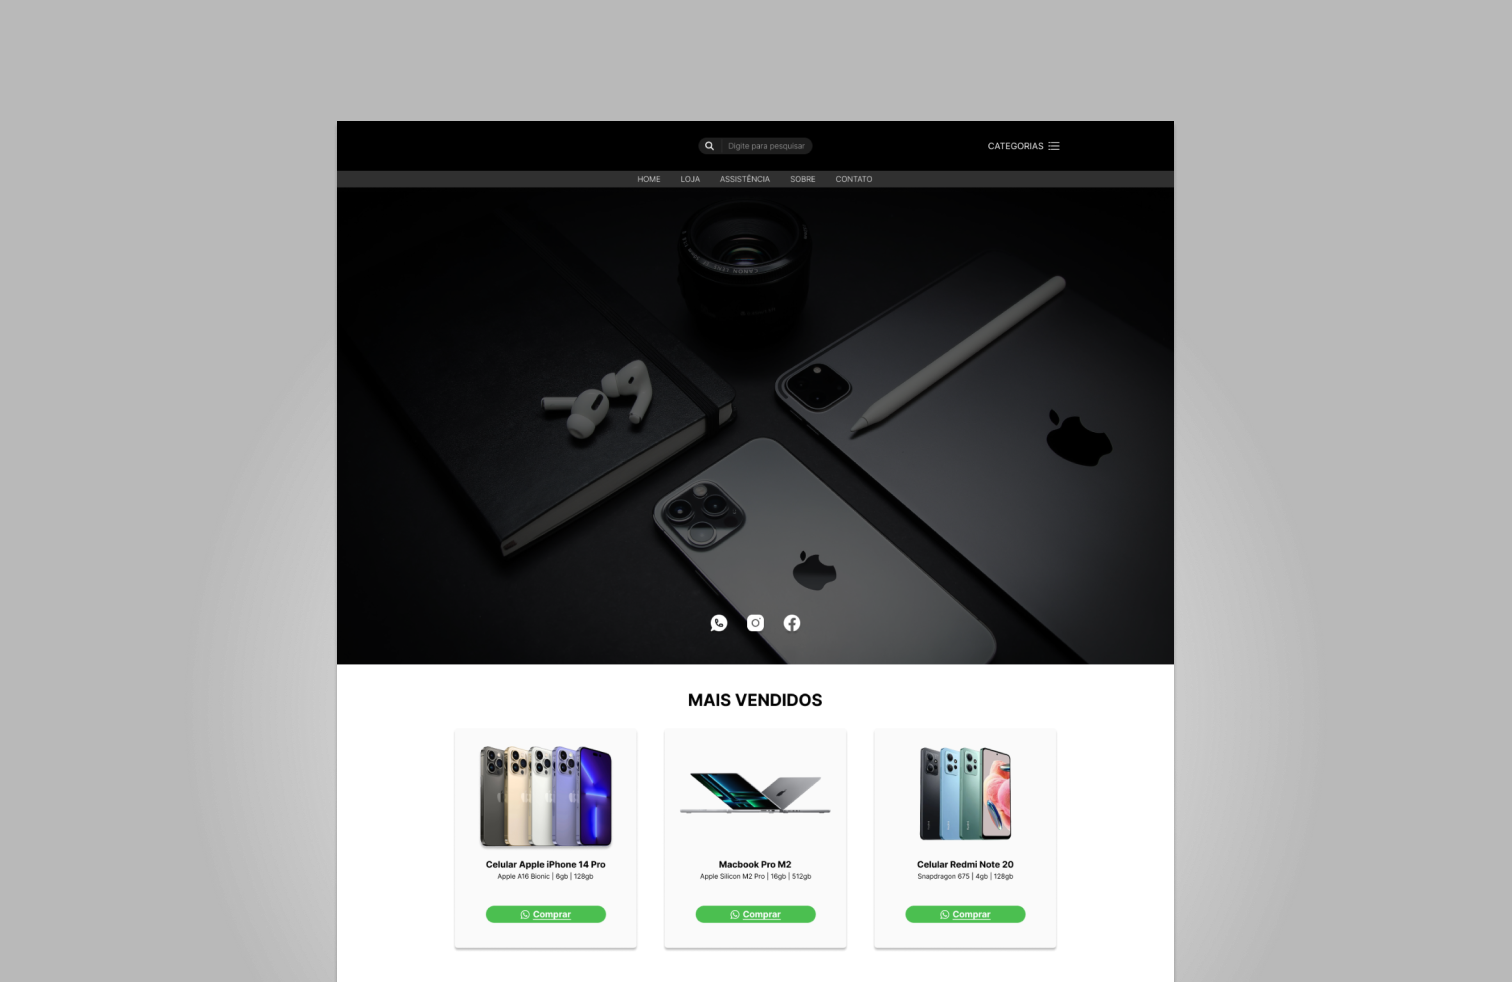 Digite para pesquisar
CATEGORIAS
HOME LOJA ASSISTÊNCIA SOBRE CONTATO
MAIS VENDIDOS
Celular Apple iPhone 14 Pro
Apple A16 Bionic | 6gb | 128gb
Comprar
Macbook Pro M2
Apple Silicon M2 Pro | 16gb | 512gb
Comprar
Celular Redmi Note 20
Snapdragon 675 | 4gb | 128gb
Comprar